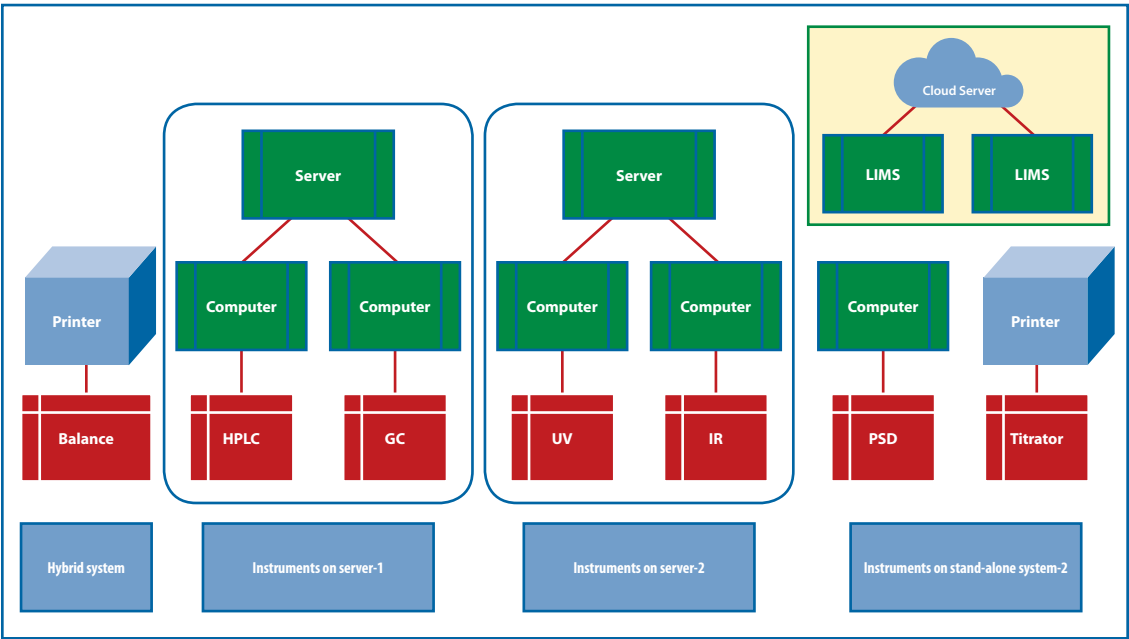 Cloud Server
LIMS
LIMS
Server
Server
Printer
Computer
Computer
Computer
Computer
Computer
Printer
Balance
HPLC
GC
UV
IR
PSD
Titrator
Hybrid system
Instruments on server-1
Instruments on server-2
Instruments on stand-alone system-2